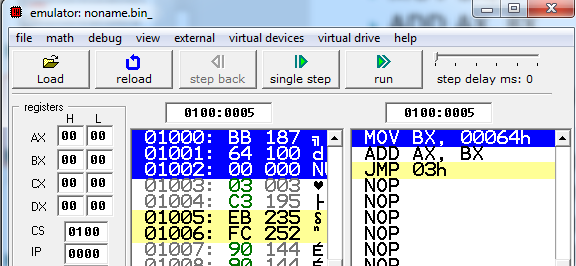 ADD AX, BX
emulator: noname.bin_
file math debug view external virtual devices virtual drive help
Load reload step back single step run step delay ms: 0
registers 0100:0005 0100:0005
H L
AX 00 00
BX 00 00
CX 00 00
DX 00 00
CS 0100
IP 0000
01000: BB 187 ╗
01001: 64 100 d
01002: 00 000 NU
01003: 03 003 ♥
01004: C3 195 ├
01005: EB 235 δ
01006: FC 252 ⁿ
01007: 90 144 É
01008: 90 144 É
MOV BX, 00064h
ADD AX, BX
JMP 03h
NOP
NOP
NOP
NOP
NOP